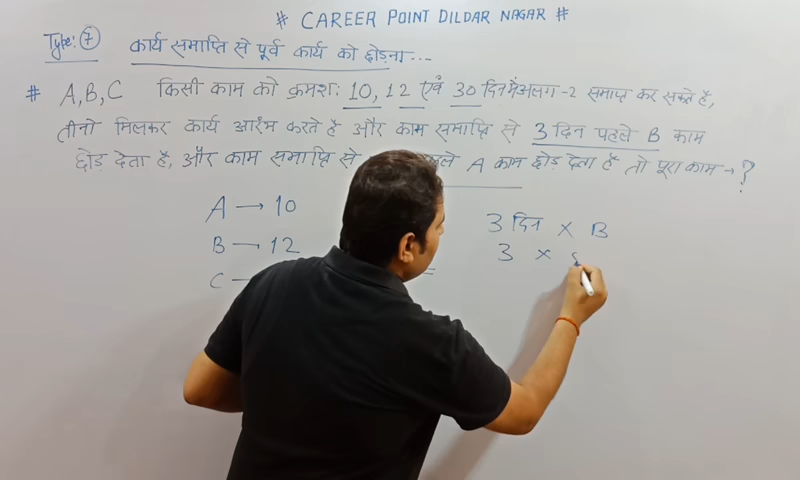 # CAREER POINT DILDAR NAGAR #
Type: 7 कार्य समाप्ति से पूर्व कार्य को छोड़ना...
# A, B, C किसी काम को क्रमश: 10, 12 एवं 30 दिन में अलग-2 समाप्त कर सकते है,
तीनो मिलकर कार्य आरंभ करते है और काम समाप्ति से 3 दिन पहले B काम
छोड़ देता है, और काम समाप्ति से पहले A काम छोड़ देता है तो पूरा काम → ?
A → 10
B → 12
C →
3 दिन × B
3 ×